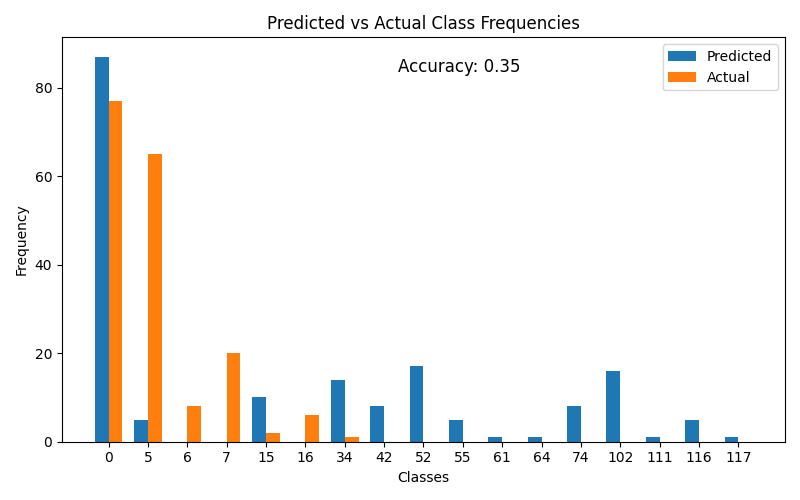 Predicted vs Actual Class Frequencies
Accuracy: 0.35
Predicted
Actual
Frequency
80
60
40
20
0
0 5 6 7 15 16 34 42 52 55 61 64 74 102 111 116 117
Classes